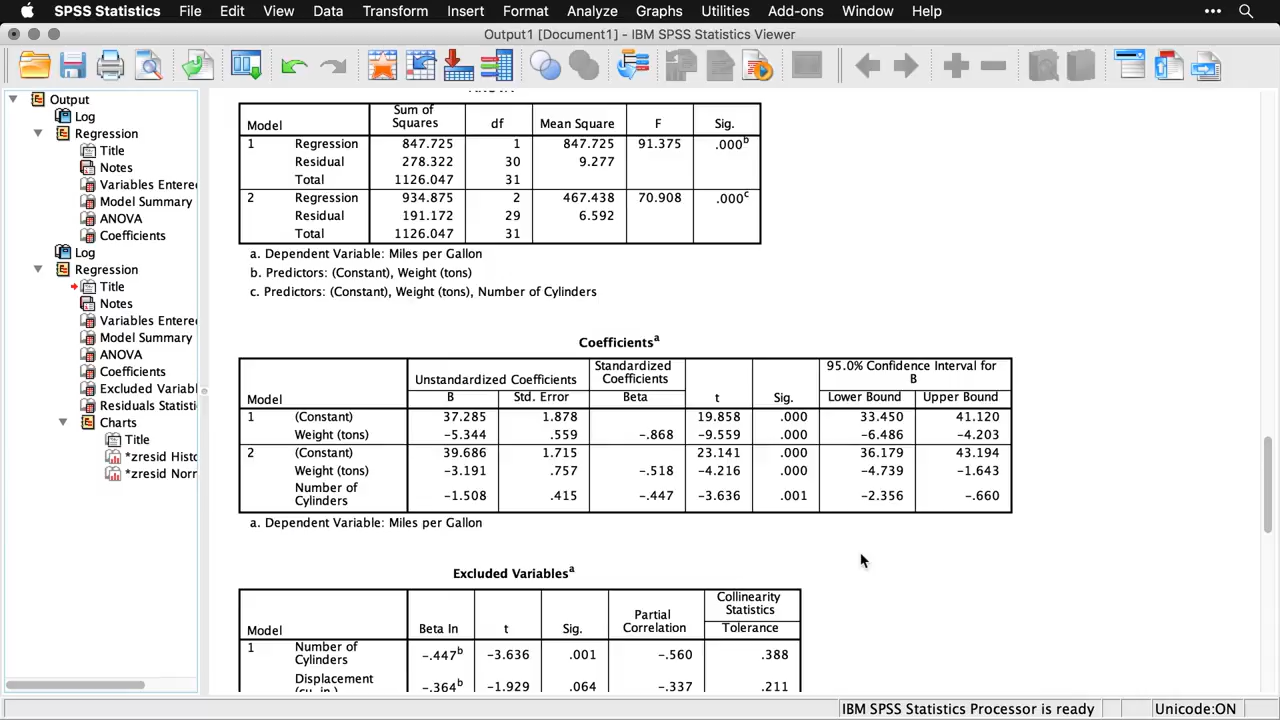 SPSS Statistics File Edit View Data Transform Insert Format Analyze Graphs Utilities Add-ons Window Help
Output1 [Document1] - IBM SPSS Statistics Viewer
Output
Log
Regression
Title
Notes
Variables Entere
Model Summary
ANOVA
Coefficients
Log
Regression
Title
Notes
Variables Entere
Model Summary
ANOVA
Coefficients
Excluded Variabl
Residuals Statisti
Charts
Title
*zresid Histo
*zresid Norr
Model Sum of Squares df Mean Square F Sig.
1 Regression 847.725 1 847.725 91.375 .000b
Residual 278.322 30 9.277
Total 1126.047 31
2 Regression 934.875 2 467.438 70.908 .000c
Residual 191.172 29 6.592
Total 1126.047 31
a. Dependent Variable: Miles per Gallon
b. Predictors: (Constant), Weight (tons)
c. Predictors: (Constant), Weight (tons), Number of Cylinders
Coefficientsa
Model Unstandardized Coefficients Standardized Coefficients t Sig. 95.0% Confidence Interval for B
B Std. Error Beta Lower Bound Upper Bound
1 (Constant) 37.285 1.878 19.858 .000 33.450 41.120
Weight (tons) -5.344 .559 -.868 -9.559 .000 -6.486 -4.203
2 (Constant) 39.686 1.715 23.141 .000 36.179 43.194
Weight (tons) -3.191 .757 -.518 -4.216 .000 -4.739 -1.643
Number of Cylinders -1.508 .415 -.447 -3.636 .001 -2.356 -.660
a. Dependent Variable: Miles per Gallon
Excluded Variablesa
Model Beta In t Sig. Partial Correlation Collinearity Statistics
Tolerance
1 Number of Cylinders -.447b -3.636 .001 -.560 .388
Displacement -.364b -1.929 .064 -.337 .211
IBM SPSS Statistics Processor is ready Unicode:ON